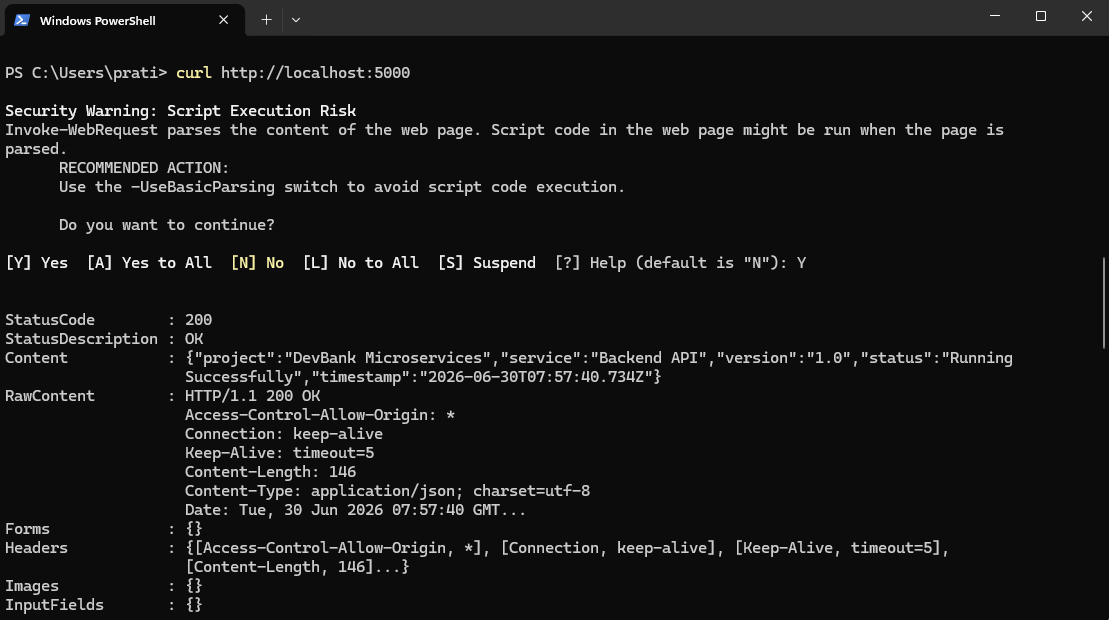 Windows PowerShell
PS C:\Users\prati> curl http://localhost:5000
Security Warning: Script Execution Risk
Invoke-WebRequest parses the content of the web page. Script code in the web page might be run when the page is
parsed.
RECOMMENDED ACTION:
Use the -UseBasicParsing switch to avoid script code execution.
Do you want to continue?
[Y] Yes  [A] Yes to All  [N] No  [L] No to All  [S] Suspend  [?] Help (default is "N"): Y
StatusCode        : 200
StatusDescription : OK
Content           : {"project":"DevBank Microservices","service":"Backend API","version":"1.0","status":"Running
Successfully","timestamp":"2026-06-30T07:57:40.734Z"}
RawContent        : HTTP/1.1 200 OK
Access-Control-Allow-Origin: *
Connection: keep-alive
Keep-Alive: timeout=5
Content-Length: 146
Content-Type: application/json; charset=utf-8
Date: Tue, 30 Jun 2026 07:57:40 GMT...
Forms             : {}
Headers           : {[Access-Control-Allow-Origin, *], [Connection, keep-alive], [Keep-Alive, timeout=5],
[Content-Length, 146]...}
Images            : {}
InputFields       : {}